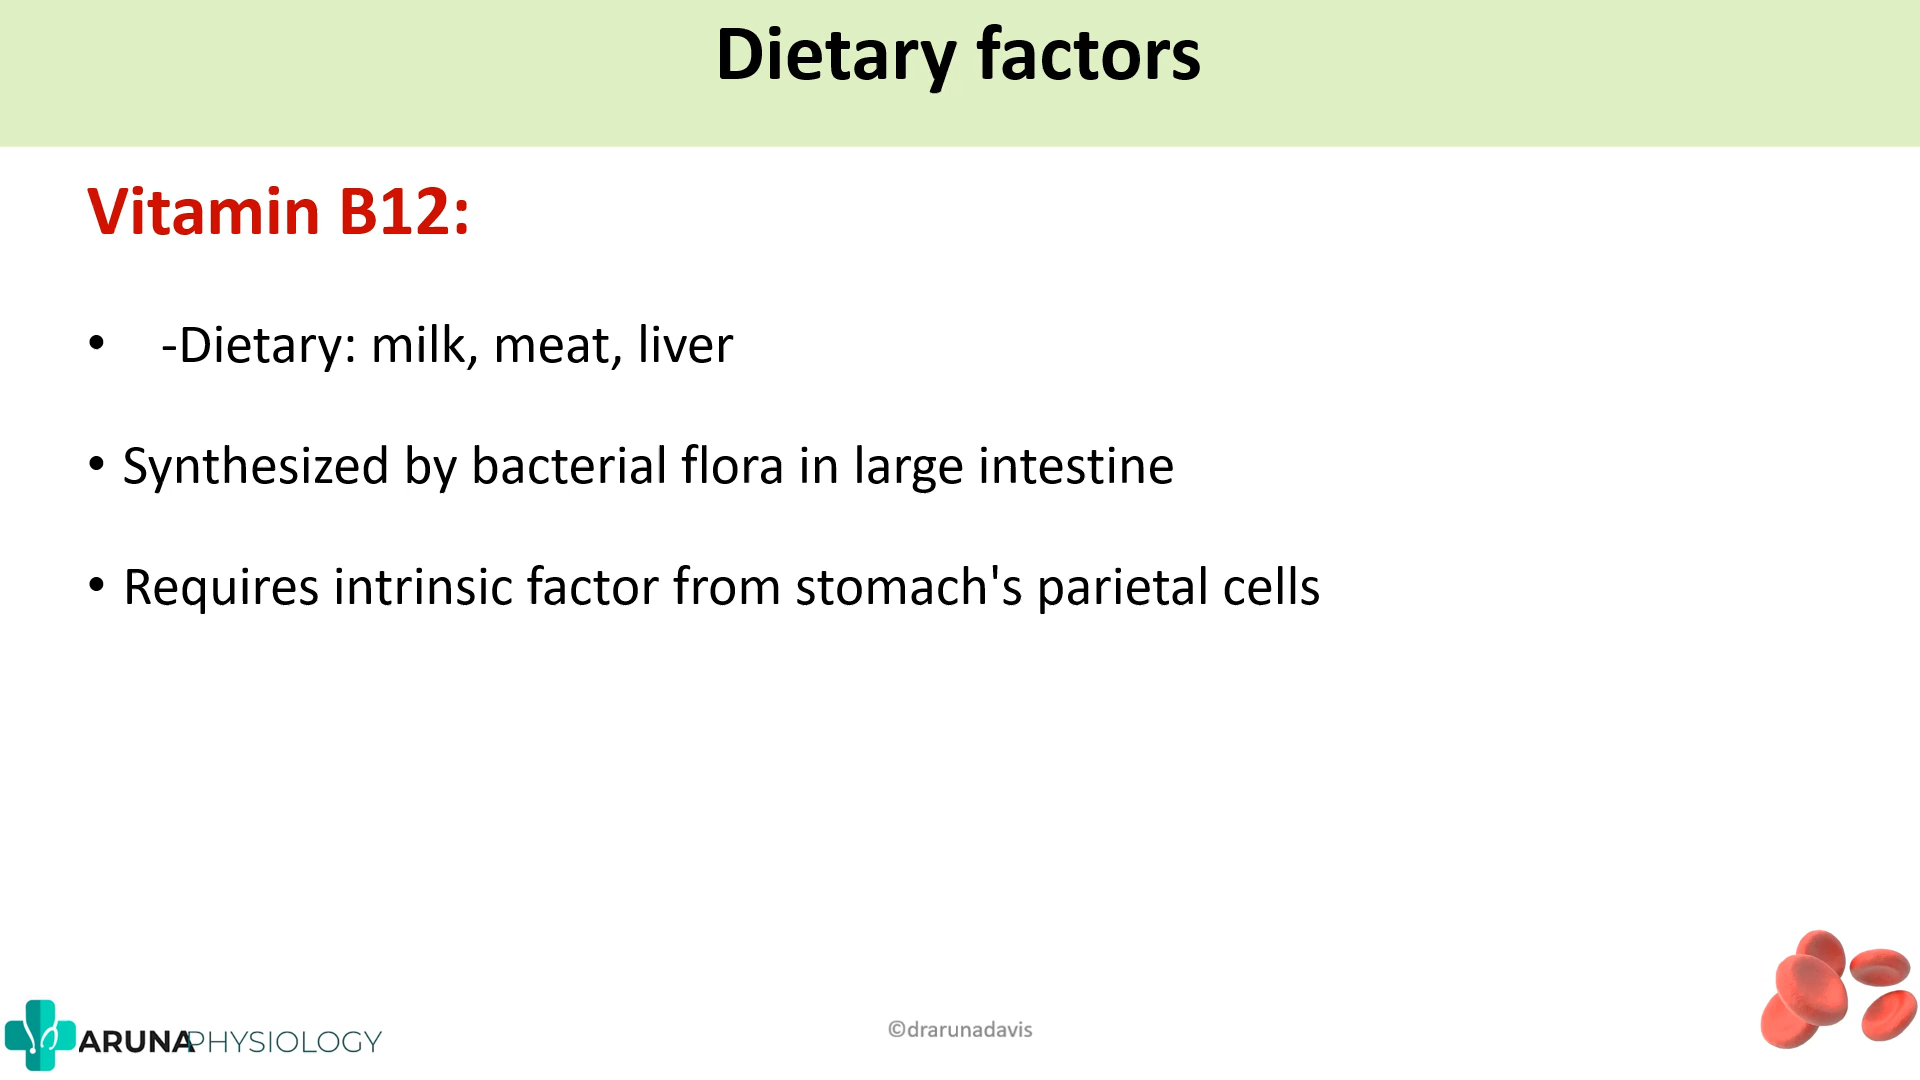 Dietary factors
Vitamin B12:
• -Dietary: milk, meat, liver
• Synthesized by bacterial flora in large intestine
• Requires intrinsic factor from stomach's parietal cells
ARUNAPHYSIOLOGY
©drarunadavis